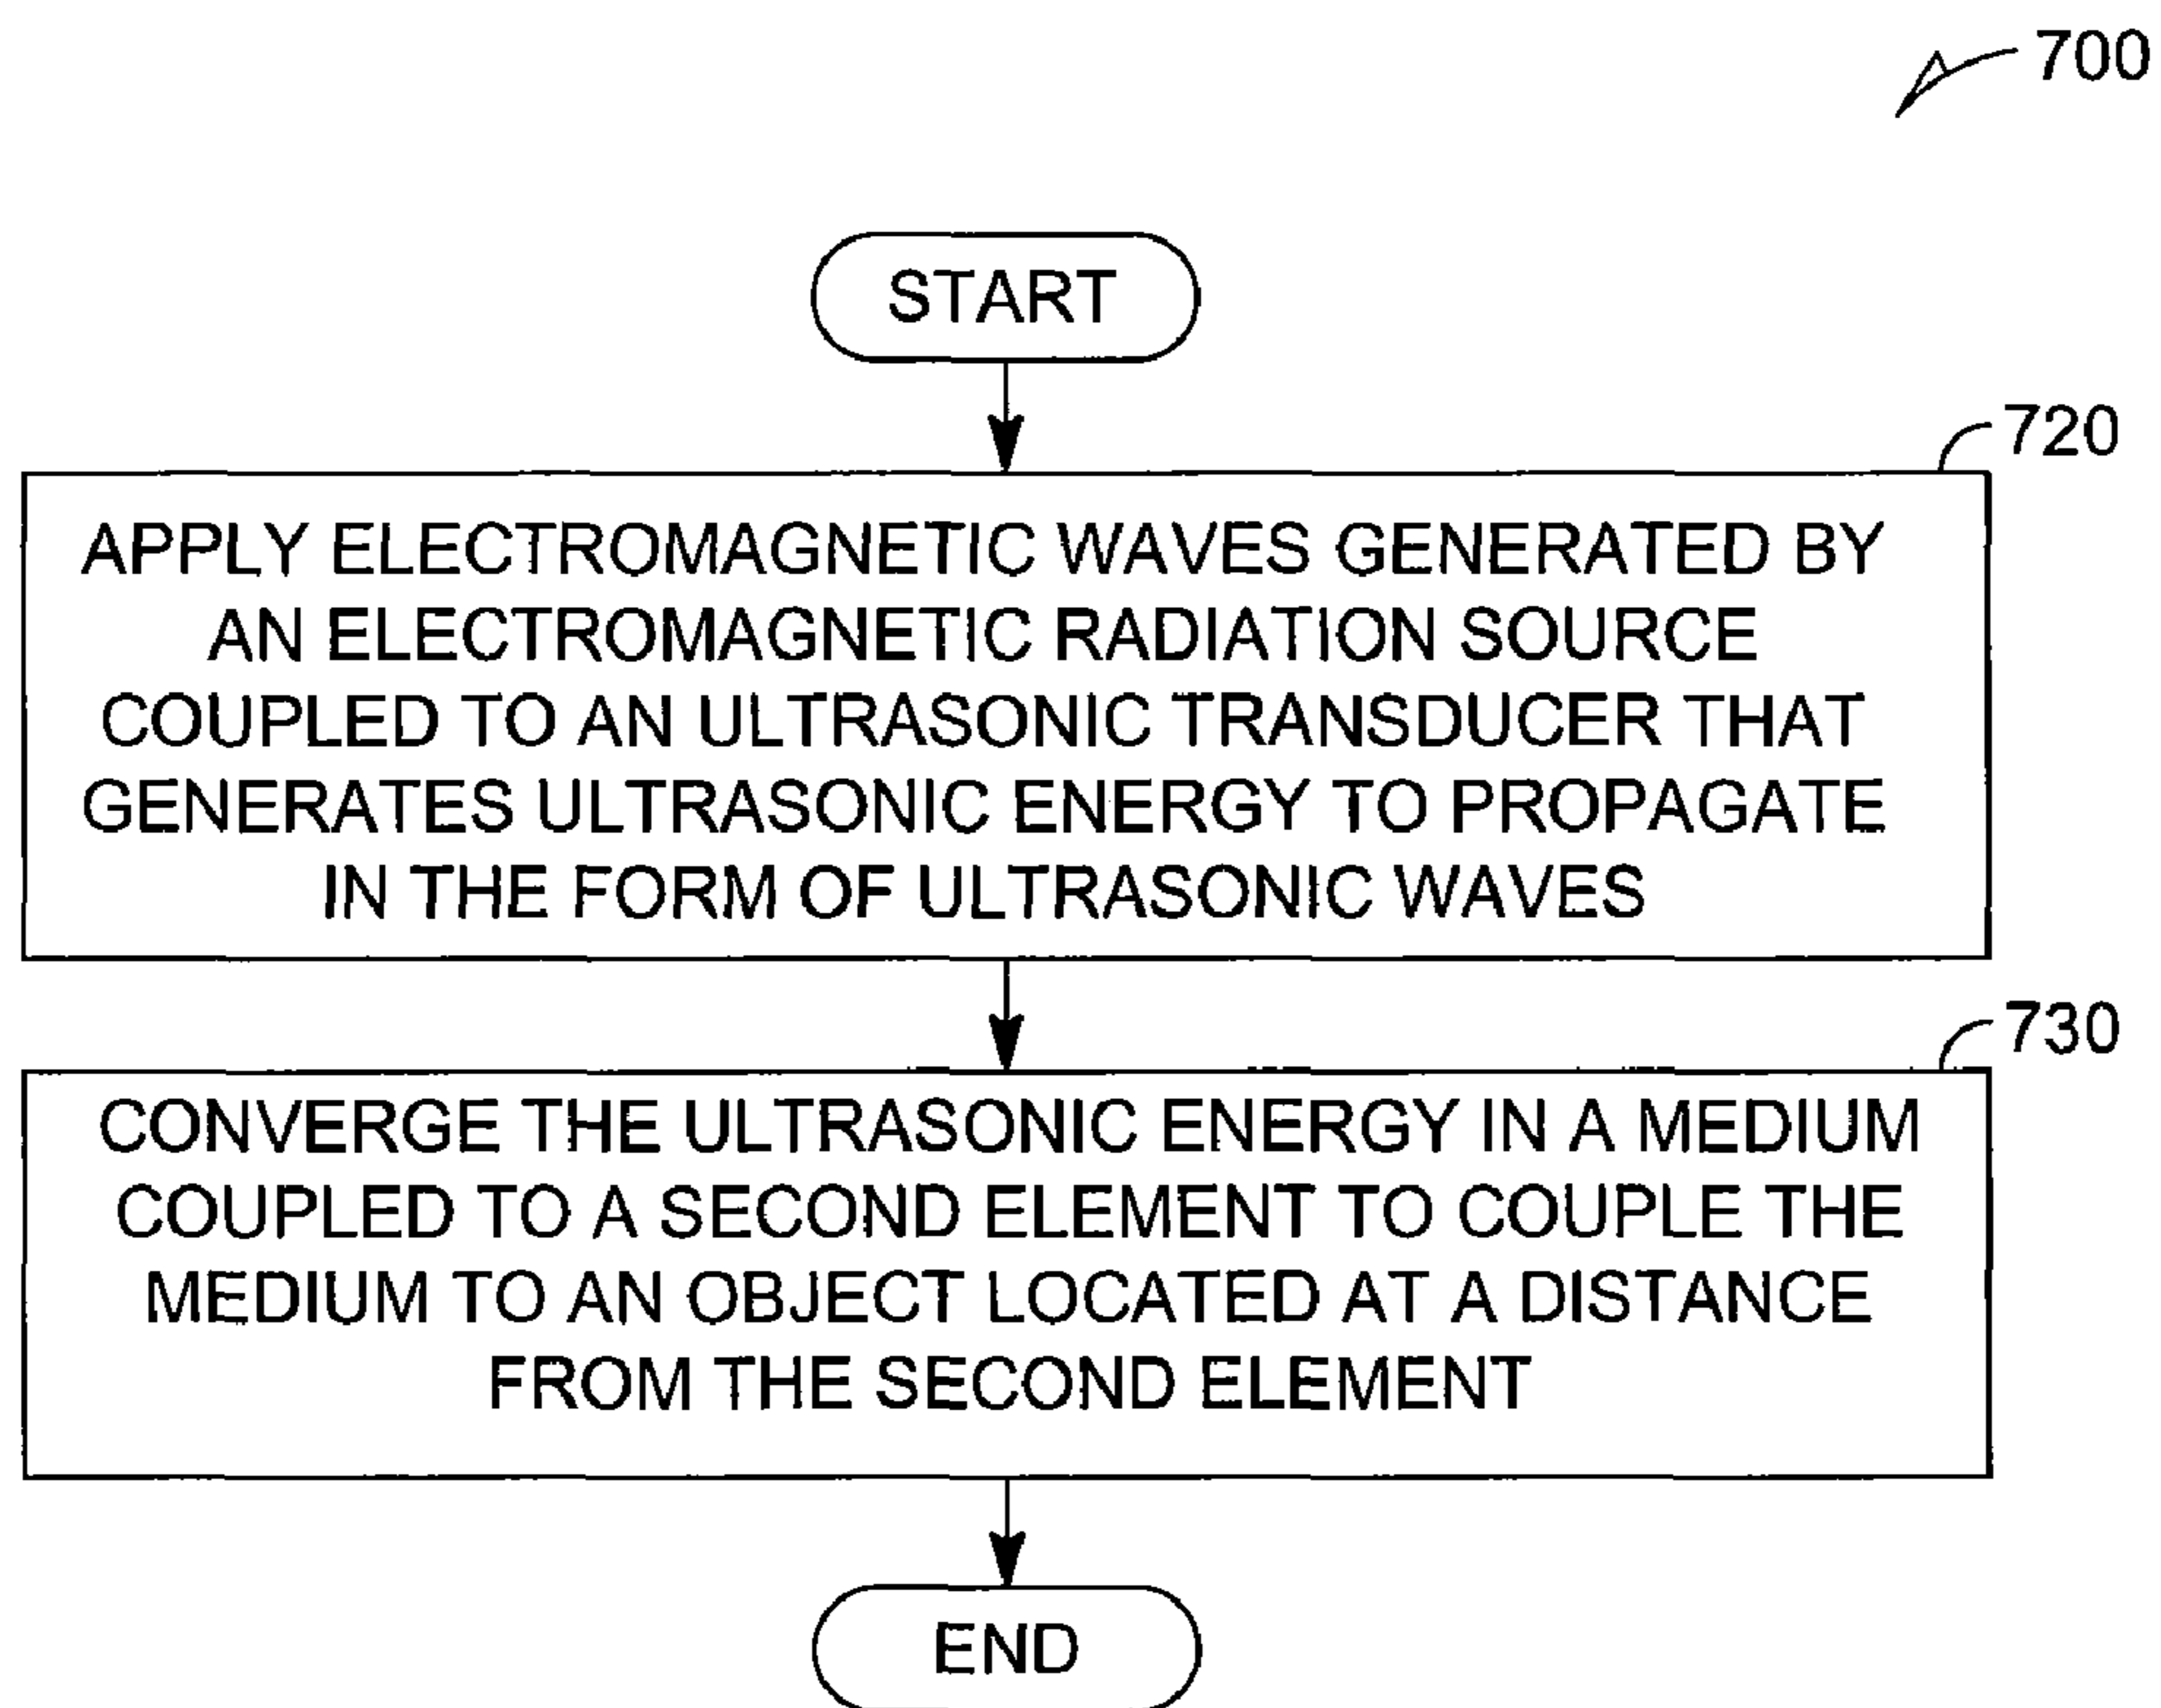 700
START
720
APPLY ELECTROMAGNETIC WAVES GENERATED BY
AN ELECTROMAGNETIC RADIATION SOURCE
COUPLED TO AN ULTRASONIC TRANSDUCER THAT
GENERATES ULTRASONIC ENERGY TO PROPAGATE
IN THE FORM OF ULTRASONIC WAVES
730
CONVERGE THE ULTRASONIC ENERGY IN A MEDIUM
COUPLED TO A SECOND ELEMENT TO COUPLE THE
MEDIUM TO AN OBJECT LOCATED AT A DISTANCE
FROM THE SECOND ELEMENT
END